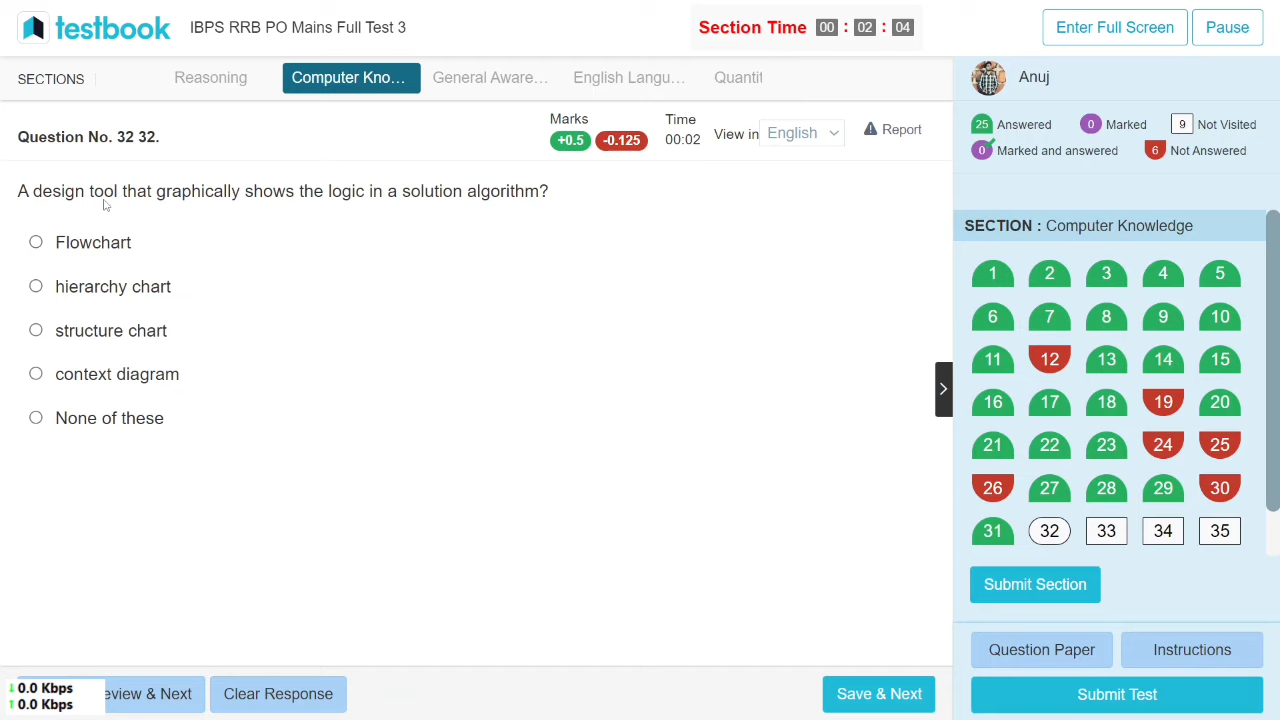 testbook IBPS RRB PO Mains Full Test 3 Section Time 00 : 02 : 04 Enter Full Screen Pause
SECTIONS Reasoning Computer Kno... General Aware... English Langu... Quantit
Anuj
Question No. 32 32. Marks +0.5 -0.125 Time 00:02 View in English Report
25 Answered 0 Marked 9 Not Visited
0 Marked and answered 6 Not Answered
A design tool that graphically shows the logic in a solution algorithm?
Flowchart
hierarchy chart
structure chart
context diagram
None of these
SECTION : Computer Knowledge
1 2 3 4 5
6 7 8 9 10
11 12 13 14 15
16 17 18 19 20
21 22 23 24 25
26 27 28 29 30
31 32 33 34 35
Submit Section
Question Paper Instructions
0.0 Kbps
0.0 Kbps
eview & Next Clear Response Save & Next Submit Test